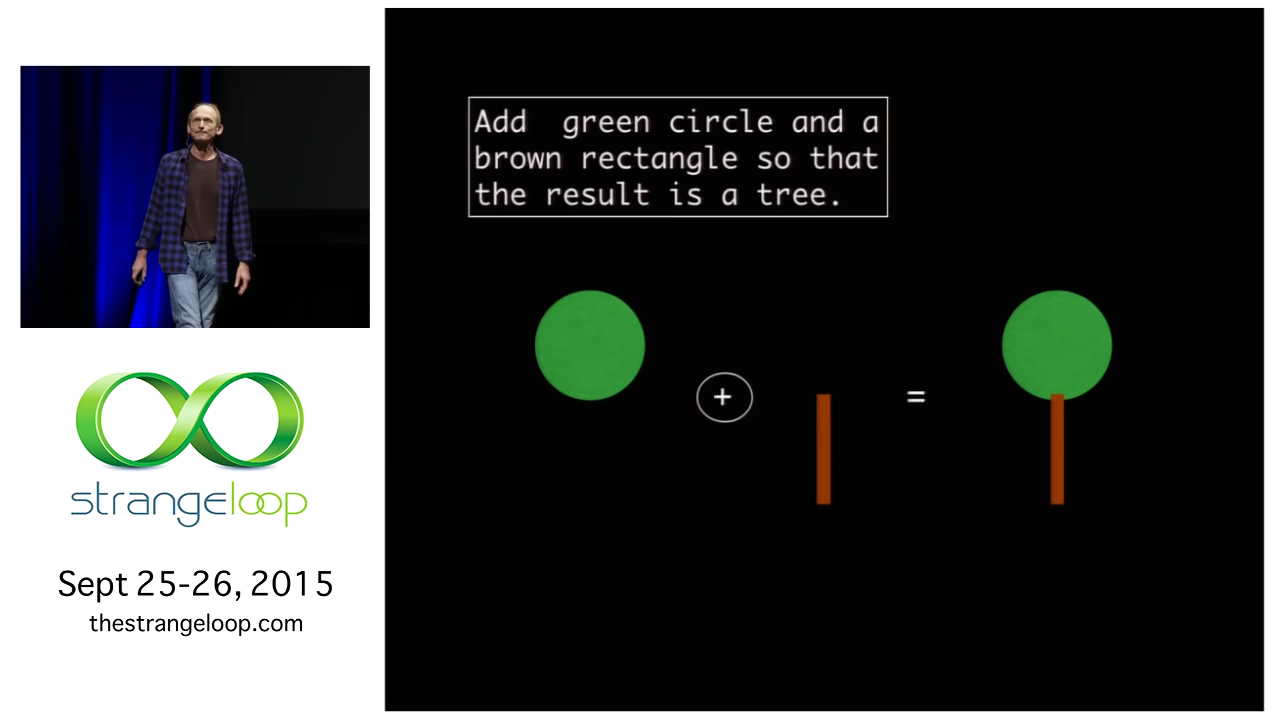 Add  green circle and a
brown rectangle so that
the result is a tree.
+
=
strangeloop
Sept 25-26, 2015
thestrangeloop.com